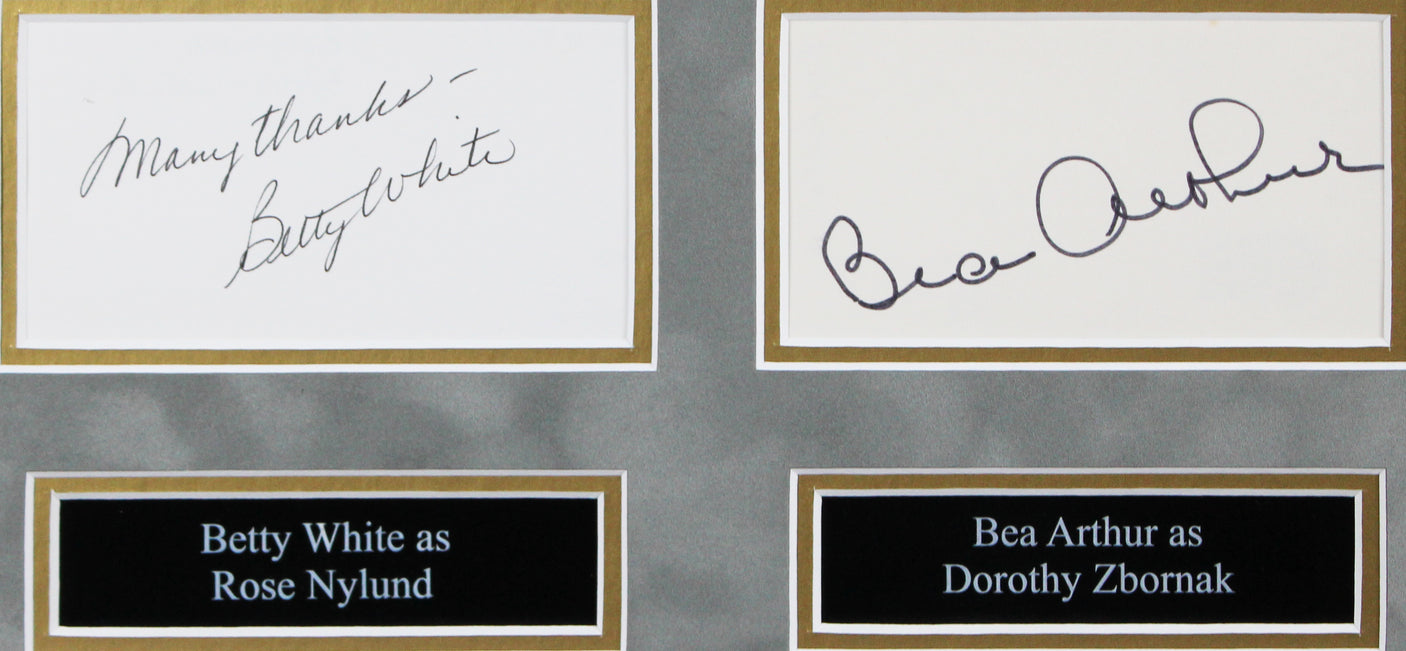 Many thanks -
Betty White
Bea Arthur
Betty White as
Rose Nylund
Bea Arthur as
Dorothy Zbornak